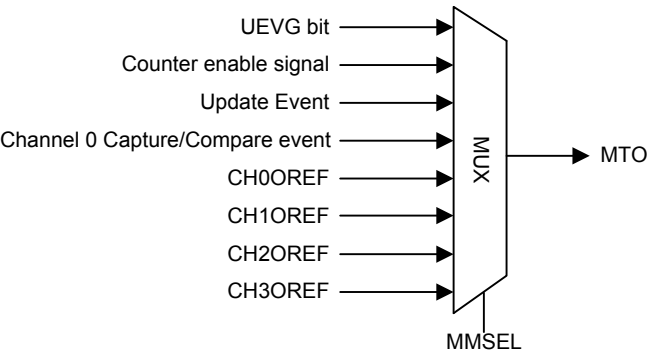 UEVG bit
Counter enable signal
Update Event
Channel 0 Capture/Compare event
CH0OREF
CH1OREF
CH2OREF
CH3OREF
MUX
MTO
MMSEL